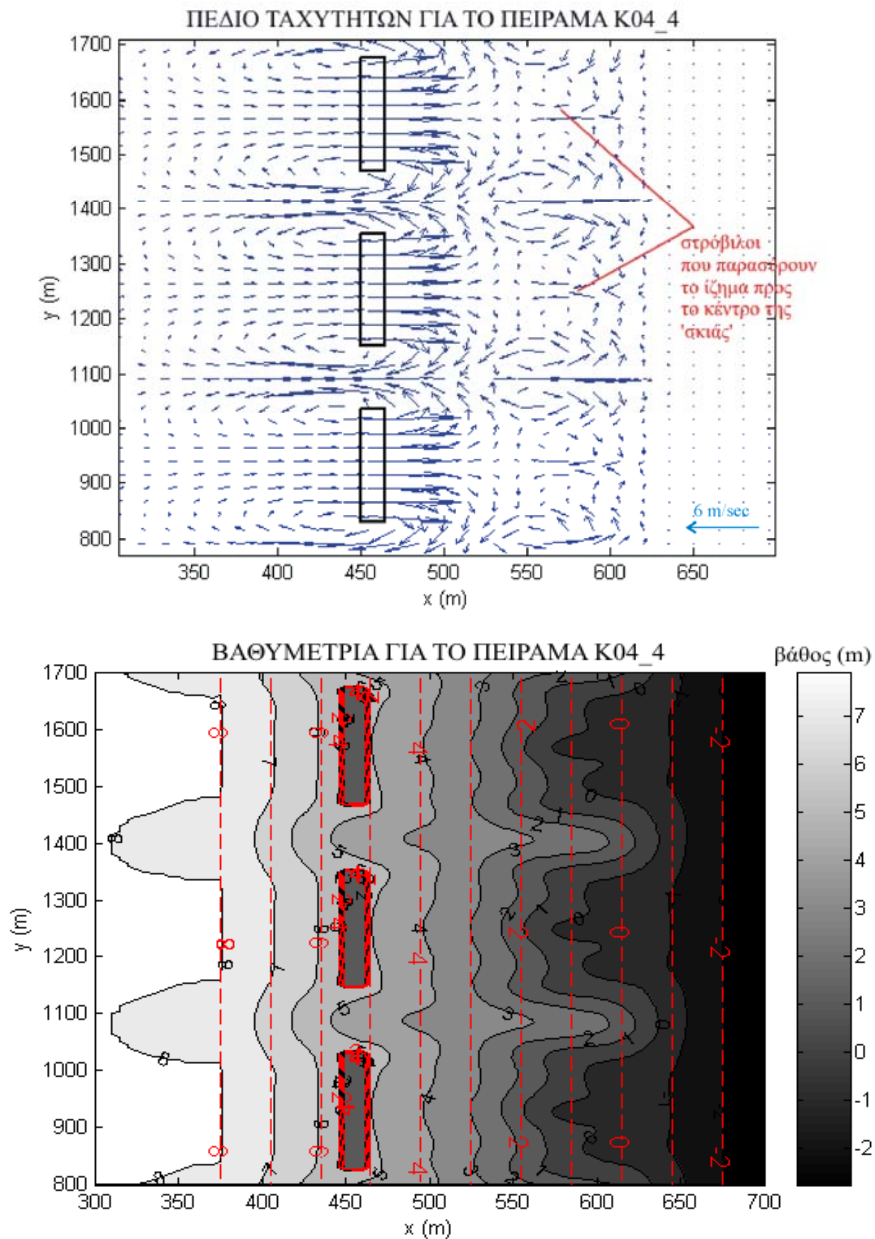 ΠΕΔΙΟ ΤΑΧΥΤΗΤΩΝ ΓΙΑ ΤΟ ΠΕΙΡΑΜΑ Κ04_4
1700
1600
1500
1400
1300
1200
1100
1000
900
800
y (m)
στρόβιλοι
που παρασύρουν
το ίζημα προς
το κέντρο της
'σκιάς'
6 m/sec
350 400 450 500 550 600 650
x (m)
ΒΑΘΥΜΕΤΡΙΑ ΓΙΑ ΤΟ ΠΕΙΡΑΜΑ Κ04_4
βάθος (m)
1700
1600
1500
1400
1300
1200
1100
1000
900
800
y (m)
300 350 400 450 500 550 600 650 700
x (m)
7
6
5
4
3
2
1
0
-1
-2